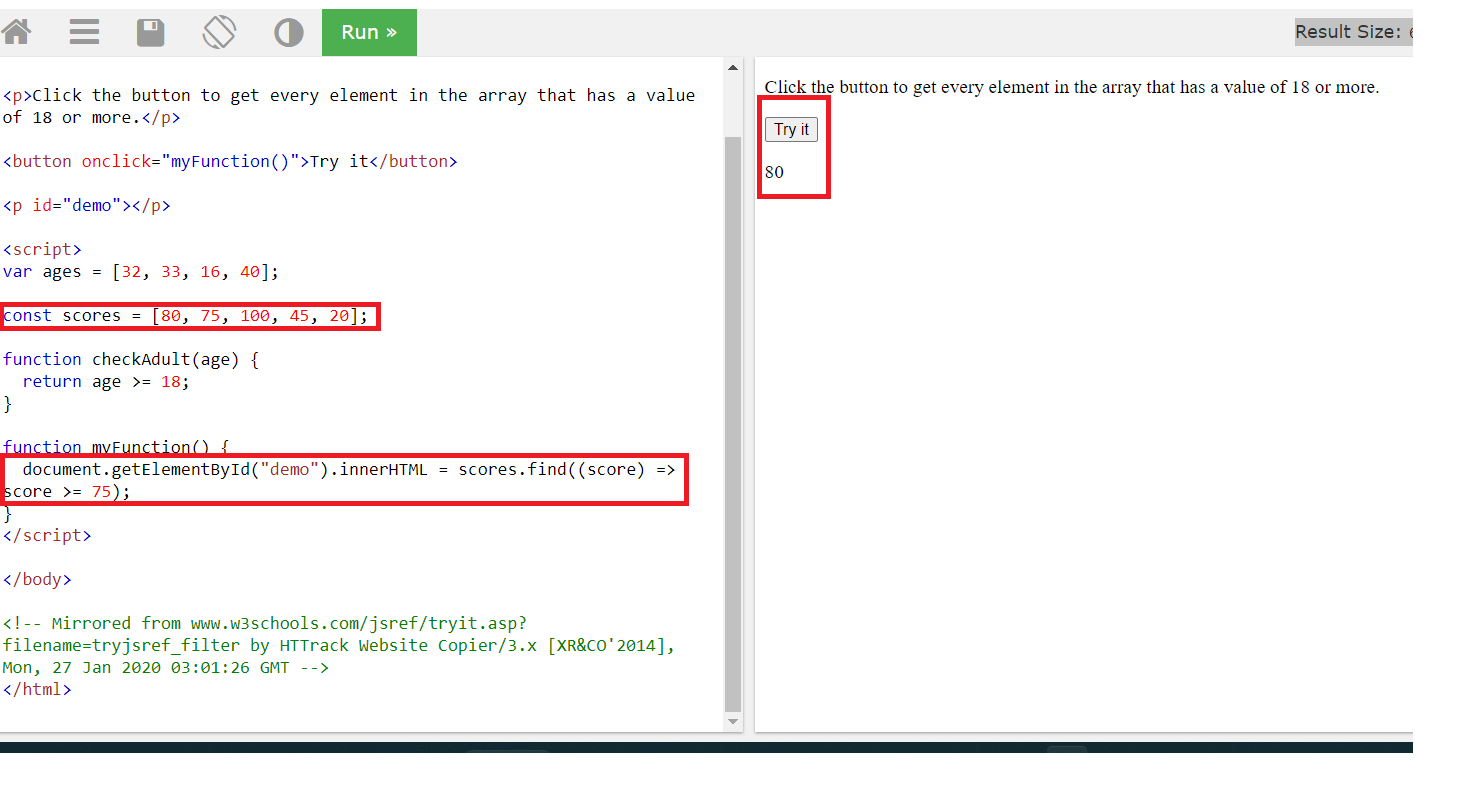 Run »
Result Size:
<p>Click the button to get every element in the array that has a value
of 18 or more.</p>
<button onclick="myFunction()">Try it</button>
<p id="demo"></p>
<script>
var ages = [32, 33, 16, 40];
const scores = [80, 75, 100, 45, 20];
function checkAdult(age) {
return age >= 18;
}
function myFunction() {
document.getElementById("demo").innerHTML = scores.find((score) =>
score >= 75);
}
</script>
</body>
<!-- Mirrored from www.w3schools.com/jsref/tryit.asp?
filename=tryjsref_filter by HTTrack Website Copier/3.x [XR&CO'2014],
Mon, 27 Jan 2020 03:01:26 GMT -->
</html>
Click the button to get every element in the array that has a value of 18 or more.
Try it
80